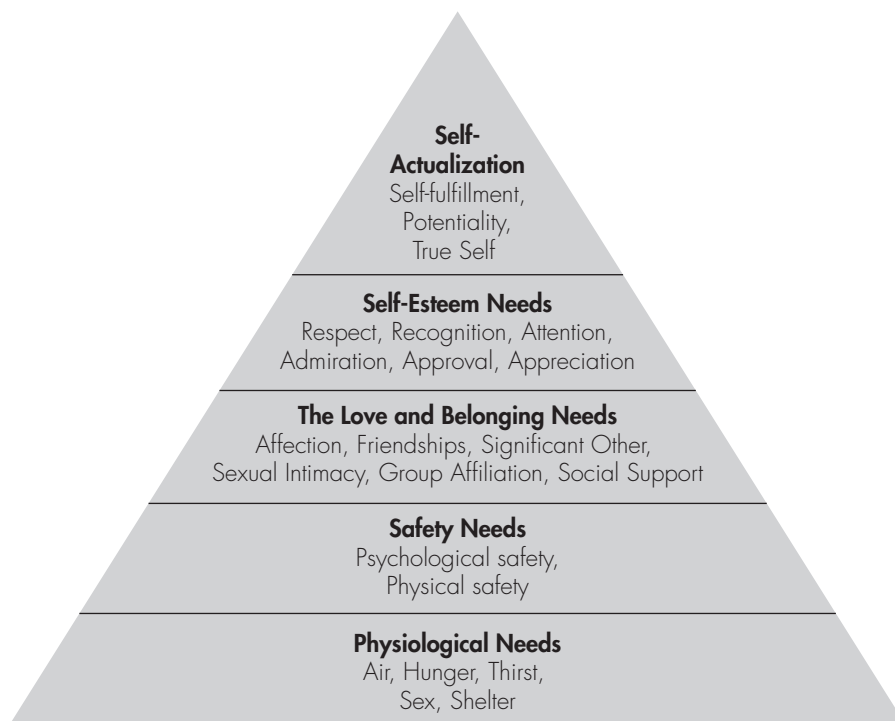 Self-
Actualization
Self-fulfillment,
Potentiality,
True Self
Self-Esteem Needs
Respect, Recognition, Attention,
Admiration, Approval, Appreciation
The Love and Belonging Needs
Affection, Friendships, Significant Other,
Sexual Intimacy, Group Affiliation, Social Support
Safety Needs
Psychological safety,
Physical safety
Physiological Needs
Air, Hunger, Thirst,
Sex, Shelter